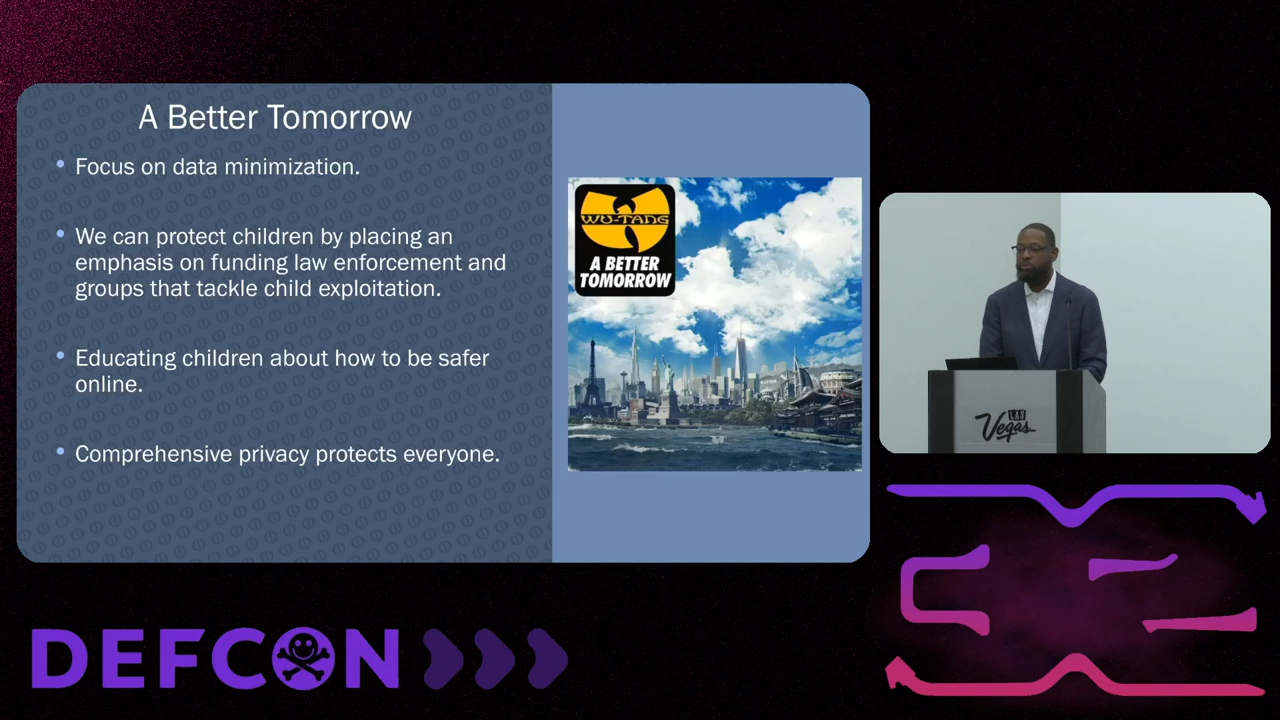 A Better Tomorrow
• Focus on data minimization.
• We can protect children by placing an
emphasis on funding law enforcement and
groups that tackle child exploitation.
• Educating children about how to be safer
online.
• Comprehensive privacy protects everyone.
WU-TANG
A BETTER
TOMORROW
LAS
Vegas
DEFCON